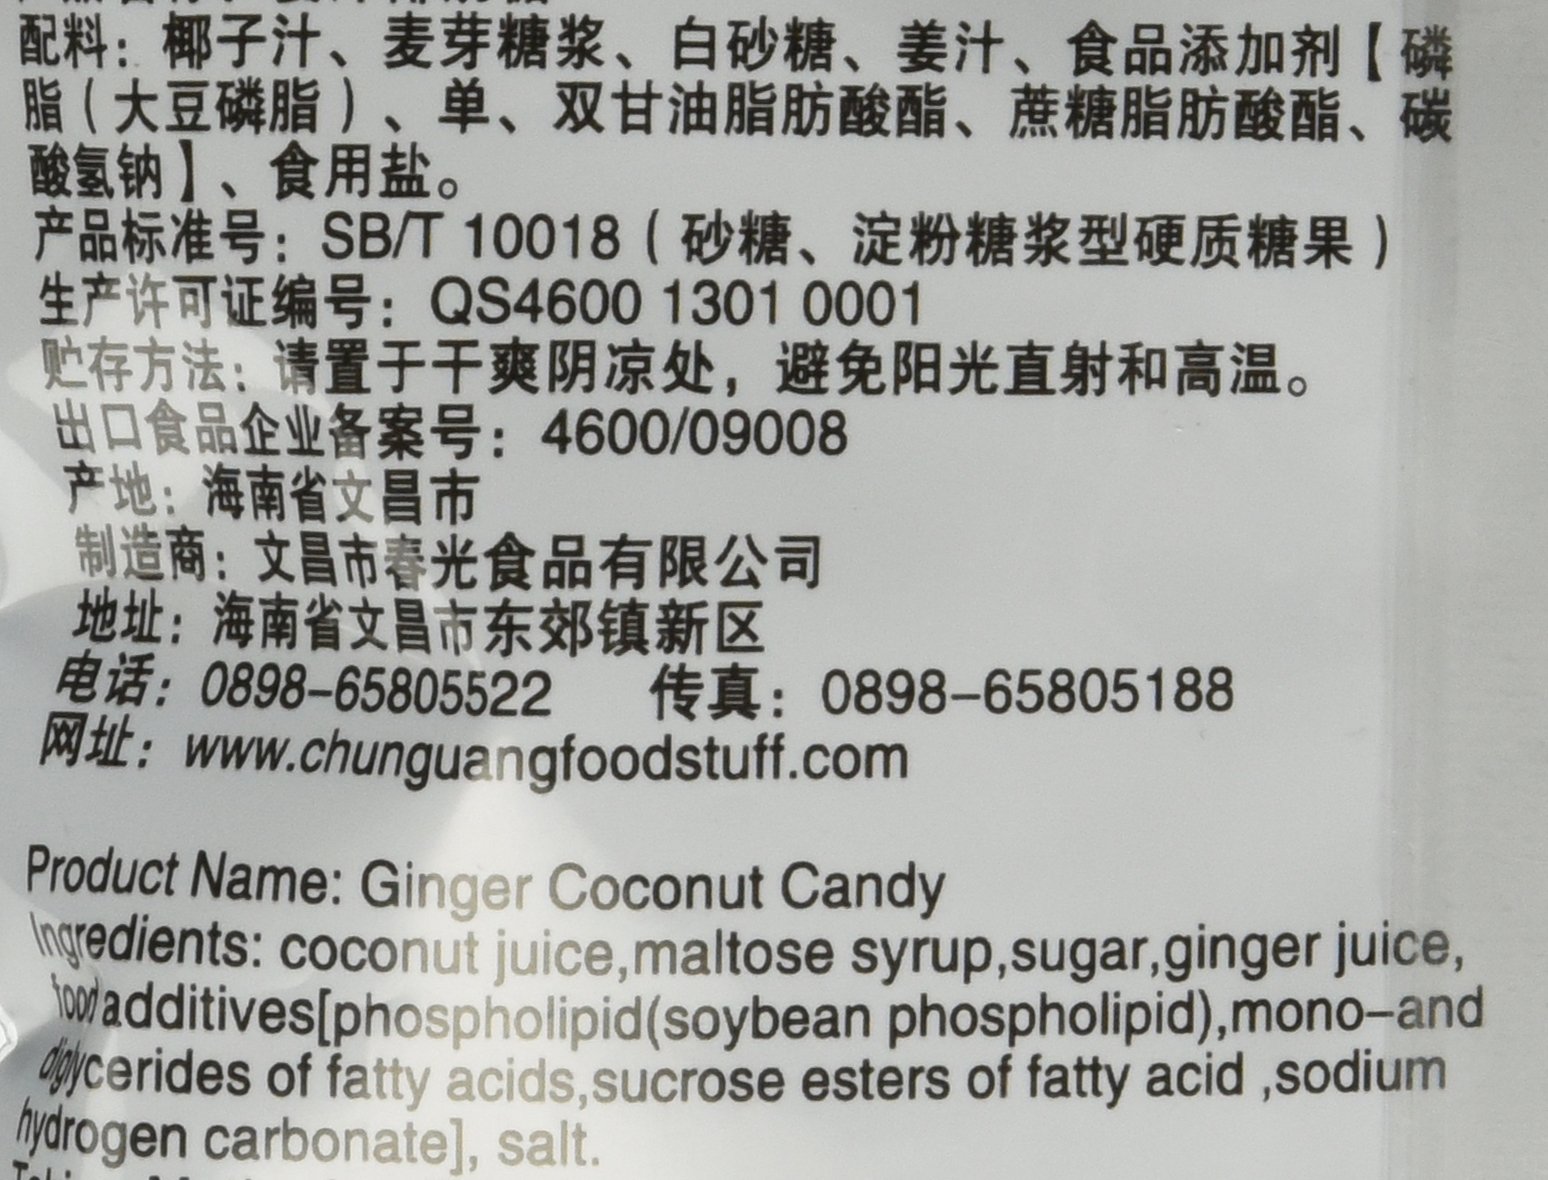 配料：椰子汁、麦芽糖浆、白砂糖、姜汁、食品添加剂【磷
脂（大豆磷脂）、单、双甘油脂肪酸酯、蔗糖脂肪酸酯、碳
酸氢钠】、食用盐。
产品标准号：SB/T 10018（砂糖、淀粉糖浆型硬质糖果）
生产许可证编号：QS4600 1301 0001
贮存方法：请置于干爽阴凉处，避免阳光直射和高温。
出口食品企业备案号：4600/09008
产地：海南省文昌市
制造商：文昌市春光食品有限公司
地址：海南省文昌市东郊镇新区
电话：0898-65805522 传真：0898-65805188
网址：www.chunguangfoodstuff.com
Product Name: Ginger Coconut Candy
Ingredients: coconut juice,maltose syrup,sugar,ginger juice,
food additives[phospholipid(soybean phospholipid),mono-and
diglycerides of fatty acids,sucrose esters of fatty acid ,sodium
hydrogen carbonate], salt.